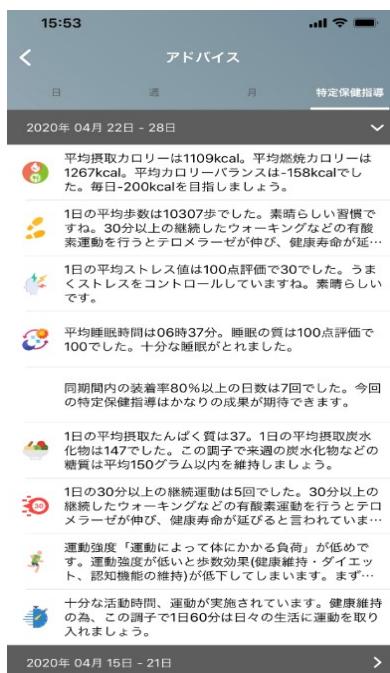 15:53
アドバイス
日 週 月 特定保健指導
2020年 04月 22日 - 28日
平均摂取カロリーは1109kcal。平均燃焼カロリーは
1267kcal。平均カロリーバランスは-158kcalでし
た。毎日-200kcalを目指しましょう。
1日の平均歩数は10307歩でした。素晴らしい習慣で
すね。30分以上の継続したウォーキングなどの有酸
素運動を行うとテロメラーゼが伸び、健康寿命が延…
1日の平均ストレス値は100点評価で30でした。うま
くストレスをコントロールしていますね。素晴らしい
です。
平均睡眠時間は06時37分。睡眠の質は100点評価で
100でした。十分な睡眠がとれました。
同期間内の装着率80%以上の日数は7回でした。今回
の特定保健指導はかなりの成果が期待できます。
1日の平均摂取たんぱく質は37。1日の平均摂取炭水
化物は147でした。この調子で来週の炭水化物などの
糖質は平均150グラム以内を維持しましょう。
30
1日の30分以上の継続運動は5回でした。30分以上の
継続したウォーキングなどの有酸素運動を行うとテロ
メラーゼが伸び、健康寿命が延びると言われていま…
運動強度「運動によって体にかかる負荷」が低めで
す。運動強度が低いと歩数効果(健康維持・ダイエッ
ト、認知機能の維持)が低下してしまいます。まず…
十分な活動時間、運動が実施されています。健康維持
の為、この調子で1日60分は日々の生活に運動を取り
入れましょう。
2020年 04月 15日 - 21日